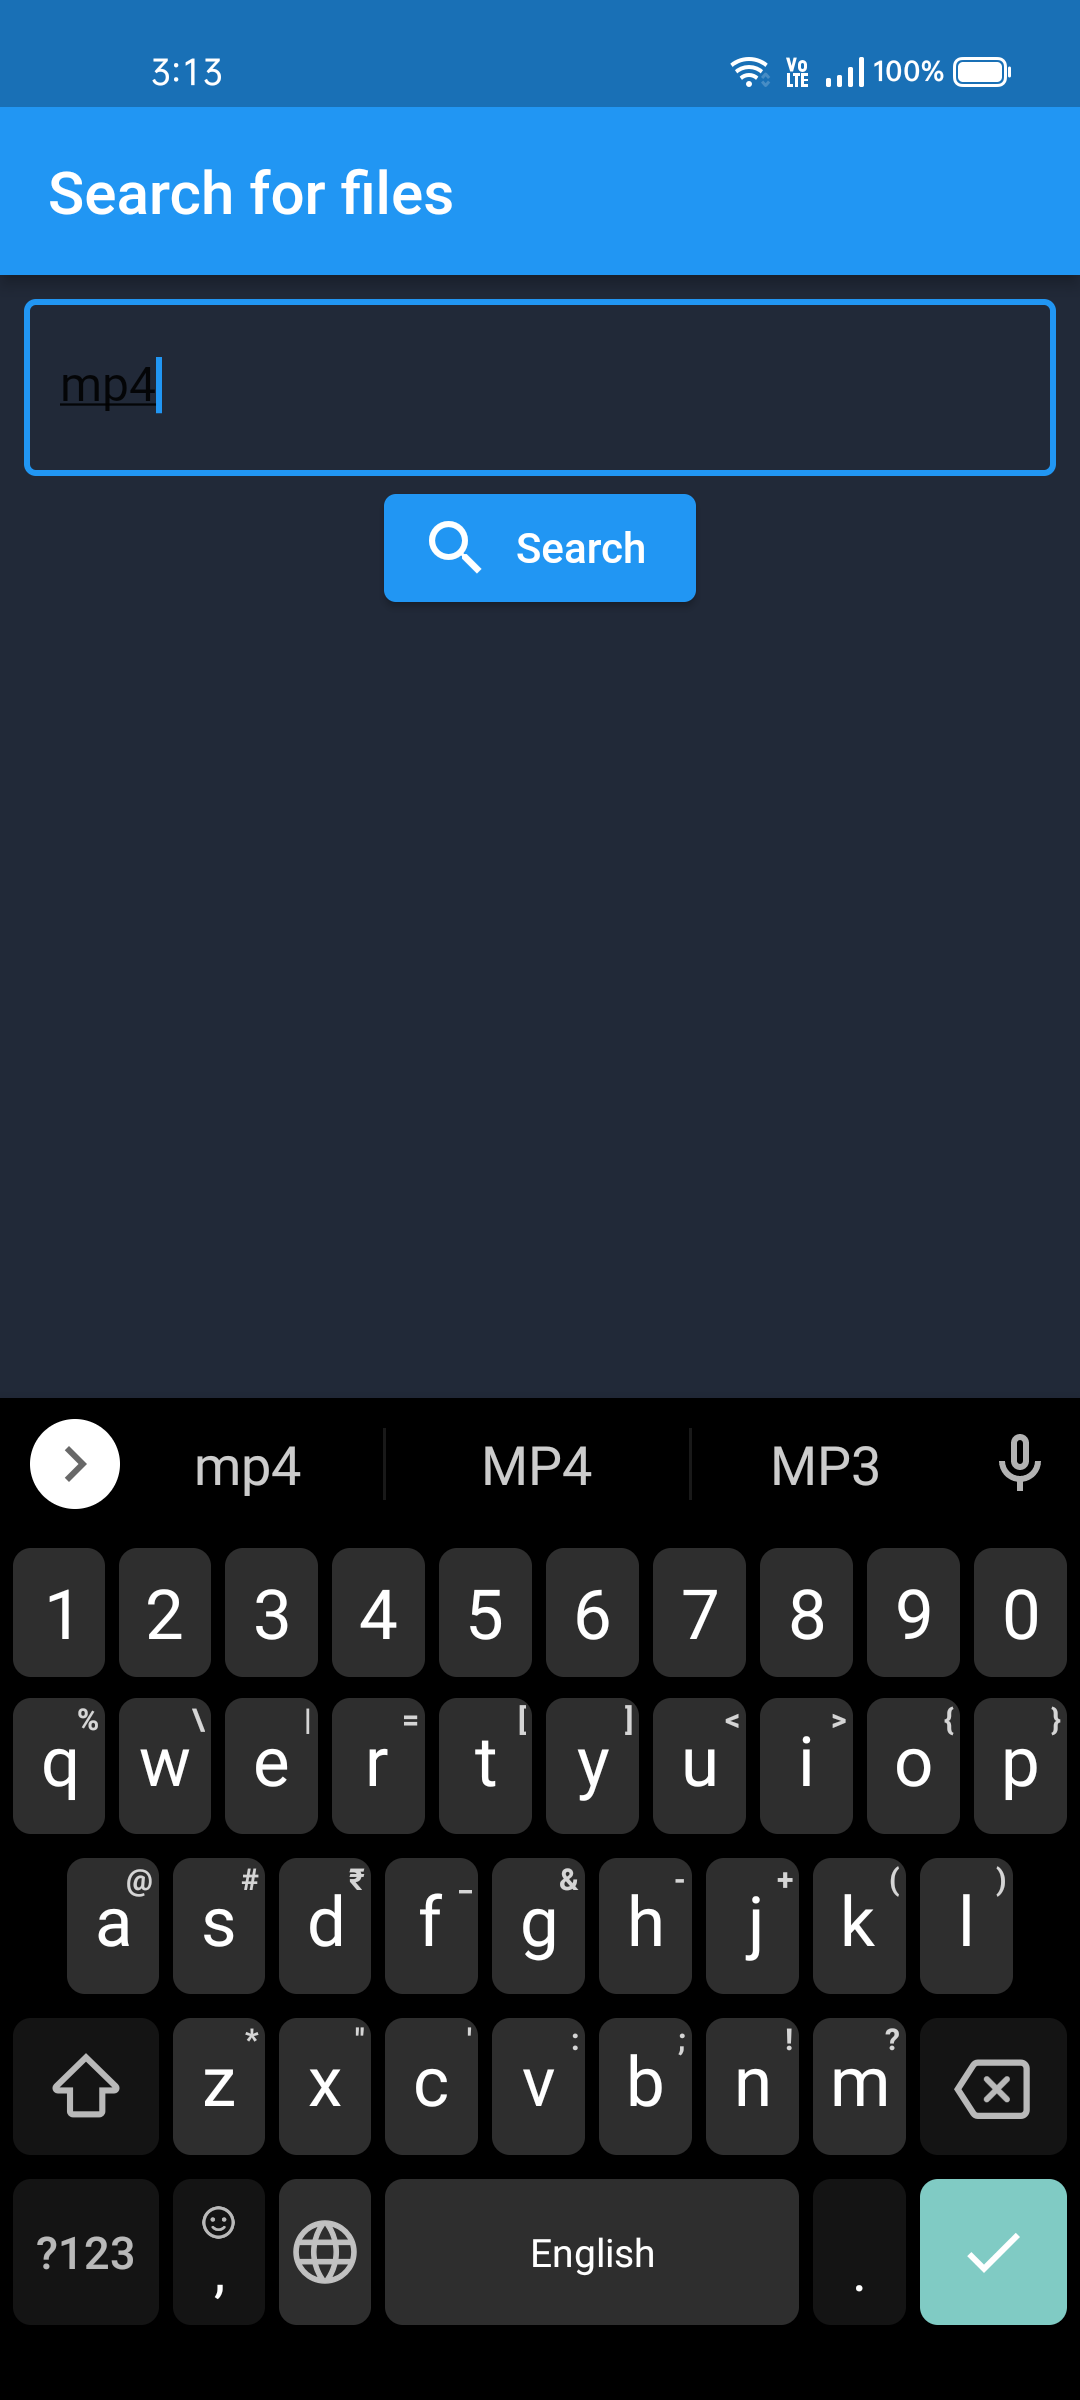 3:13 Vo LTE 100%
Search for files
mp4
Search
mp4 MP4 MP3
1 2 3 4 5 6 7 8 9 0
% \ | = [ ] < > { }
q w e r t y u i o p
@ # ₹ _ & - + ( )
a s d f g h j k l
* " ' : ; ! ?
z x c v b n m
?123 , English .